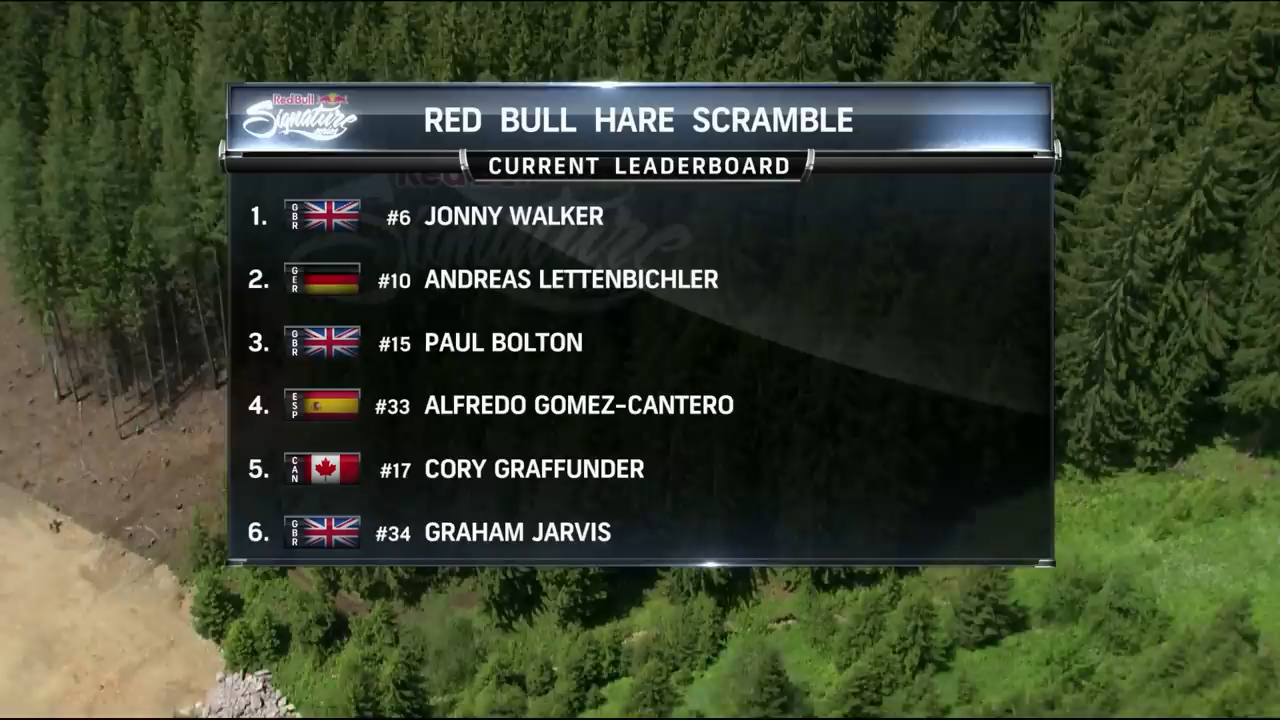 Red Bull
Signature
RED BULL HARE SCRAMBLE
CURRENT LEADERBOARD
1. GBR #6 JONNY WALKER
2. GER #10 ANDREAS LETTENBICHLER
3. GBR #15 PAUL BOLTON
4. ESP #33 ALFREDO GOMEZ-CANTERO
5. CAN #17 CORY GRAFFUNDER
6. GBR #34 GRAHAM JARVIS